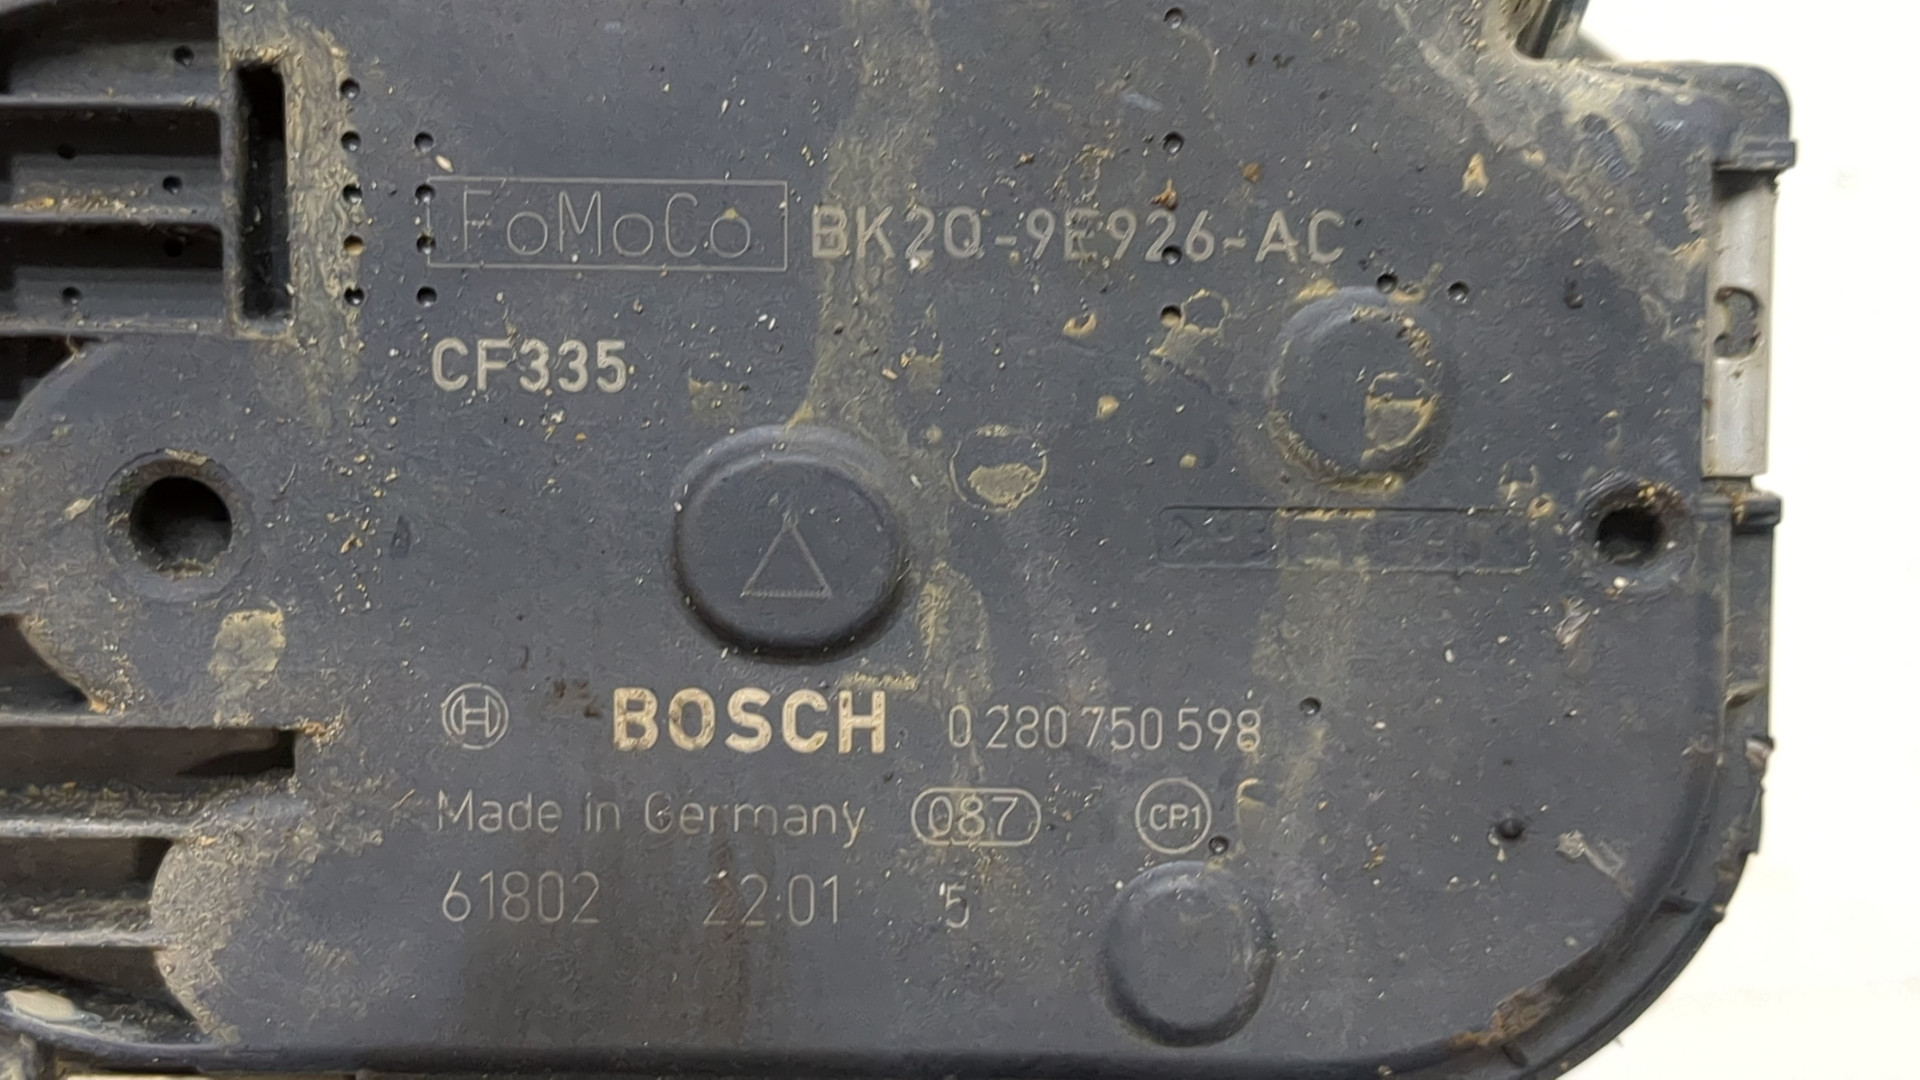 FoMoCo BK2Q-9E926-AC
CF335
BOSCH 0 280 750 598
Made in Germany 087 CP1
61802 22:01 5